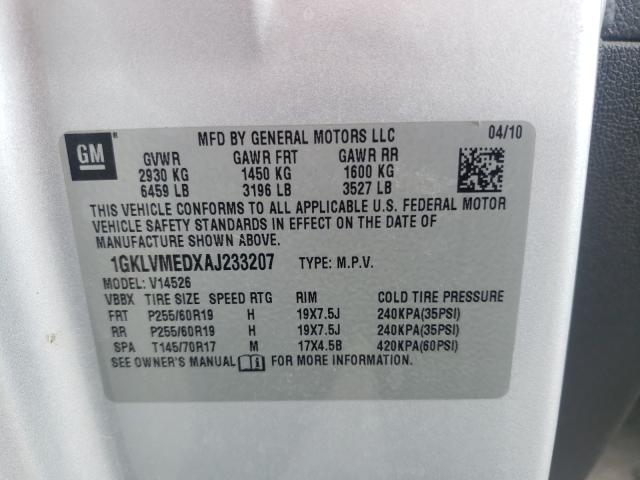 GM
MFD BY GENERAL MOTORS LLC 04/10
GVWR GAWR FRT GAWR RR
2930 KG 1450 KG 1600 KG
6459 LB 3196 LB 3527 LB
THIS VEHICLE CONFORMS TO ALL APPLICABLE U.S. FEDERAL MOTOR
VEHICLE SAFETY STANDARDS IN EFFECT ON THE DATE OF
MANUFACTURE SHOWN ABOVE.
1GKLVMEDXAJ233207 TYPE: M.P.V.
MODEL: V14526
VBBX TIRE SIZE SPEED RTG RIM COLD TIRE PRESSURE
FRT P255/60R19 H 19X7.5J 240KPA(35PSI)
RR P255/60R19 H 19X7.5J 240KPA(35PSI)
SPA T145/70R17 M 17X4.5B 420KPA(60PSI)
SEE OWNER'S MANUAL FOR MORE INFORMATION.